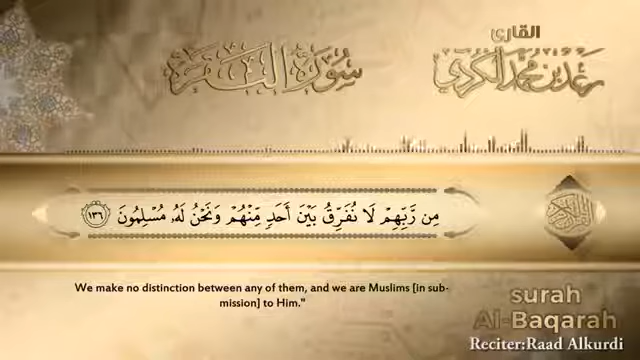 القارئ
رعد بن محمد الكردي
سورة البقرة
مِن رَّبِّهِمْ لَا نُفَرِّقُ بَيْنَ أَحَدٍ مِّنْهُمْ وَنَحْنُ لَهُ مُسْلِمُونَ ١٣٦
We make no distinction between any of them, and we are Muslims [in sub-
mission] to Him."
surah
Al-Baqarah
Reciter:Raad Alkurdi